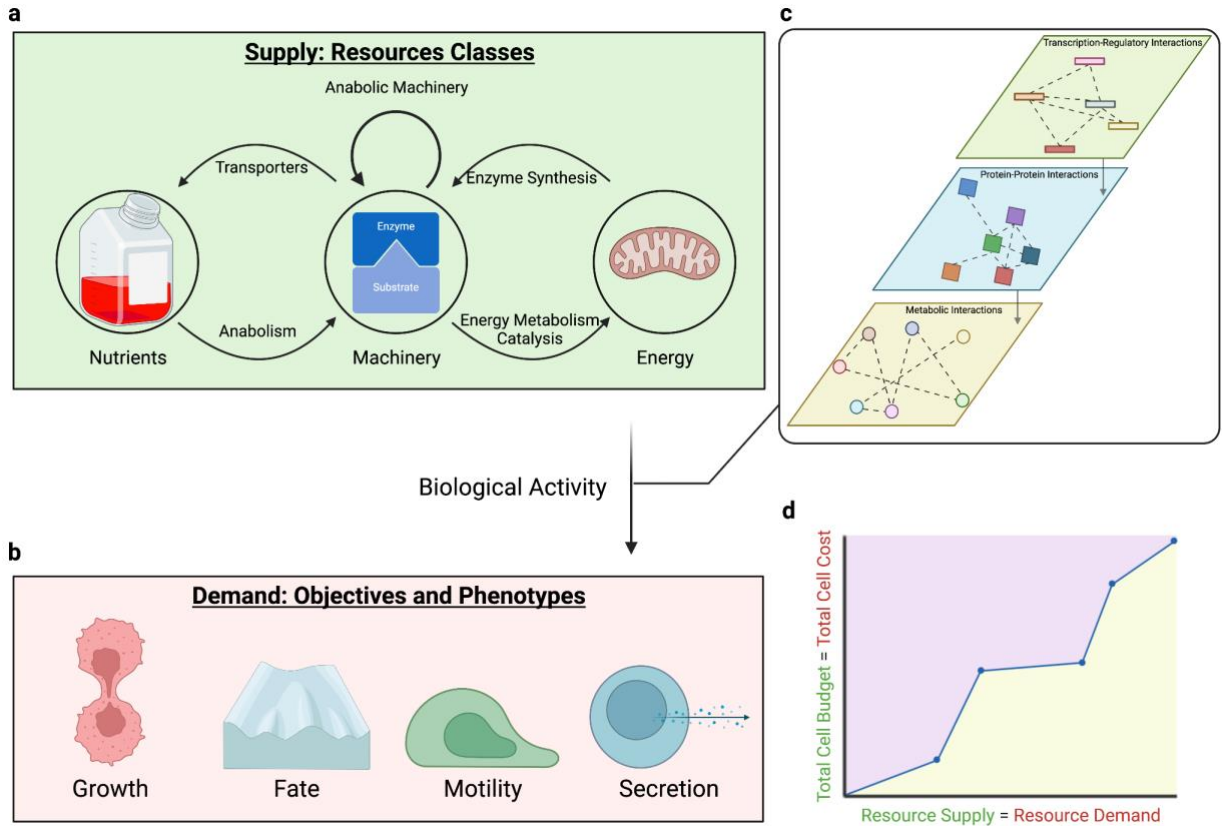 a
Supply: Resources Classes
Anabolic Machinery
Transporters
Enzyme Synthesis
Enzyme
Substrate
Anabolism
Energy Metabolism
Catalysis
Nutrients
Machinery
Energy
Biological Activity
b
Demand: Objectives and Phenotypes
Growth
Fate
Motility
Secretion
c
Transcription-Regulatory Interactions
Protein-Protein Interactions
Metabolic Interactions
d
Total Cell Budget = Total Cell Cost
Resource Supply = Resource Demand